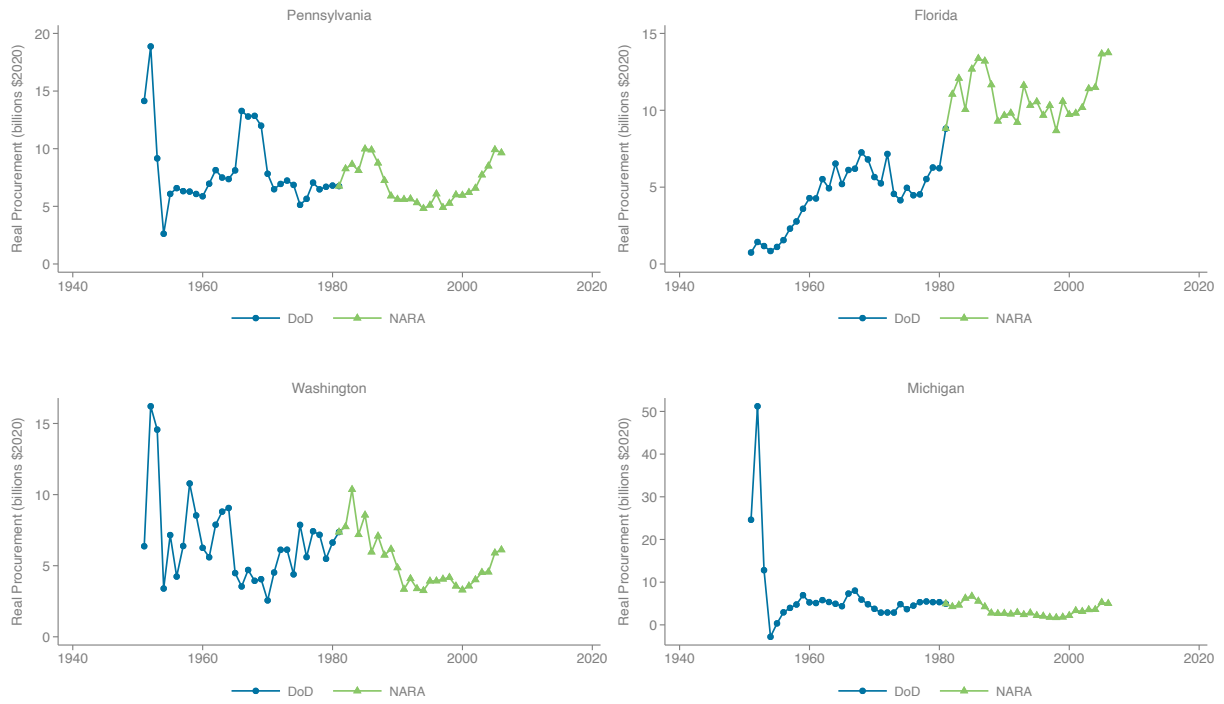 Pennsylvania
Real Procurement (billions $2020)
20
15
10
5
0
1940 1960 1980 2000 2020
DoD NARA
Florida
Real Procurement (billions $2020)
15
10
5
0
1940 1960 1980 2000 2020
DoD NARA
Washington
Real Procurement (billions $2020)
15
10
5
0
1940 1960 1980 2000 2020
DoD NARA
Michigan
Real Procurement (billions $2020)
50
40
30
20
10
0
1940 1960 1980 2000 2020
DoD NARA